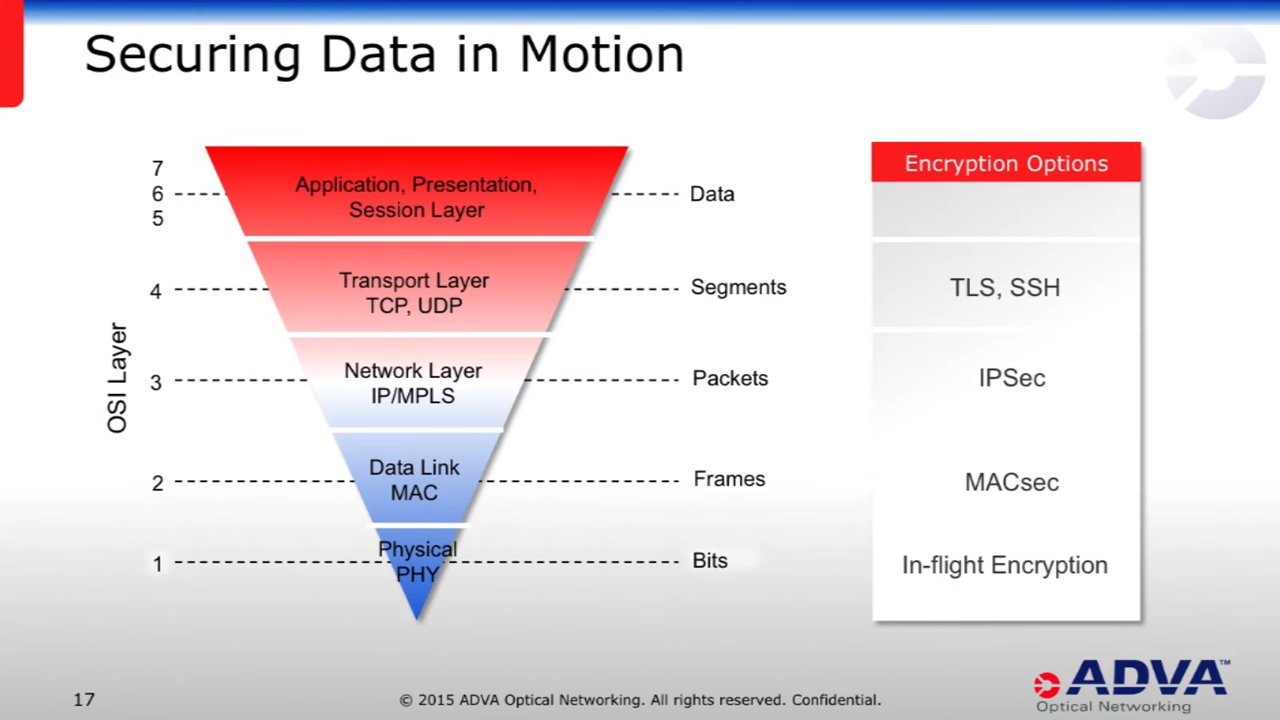 Securing Data in Motion
7
6
5
Application, Presentation,
Session Layer
Data
Encryption Options
4
Transport Layer
TCP, UDP
Segments
TLS, SSH
OSI Layer
3
Network Layer
IP/MPLS
Packets
IPSec
2
Data Link
MAC
Frames
MACsec
1
Physical
PHY
Bits
In-flight Encryption
17
© 2015 ADVA Optical Networking. All rights reserved. Confidential.
ADVA™
Optical Networking